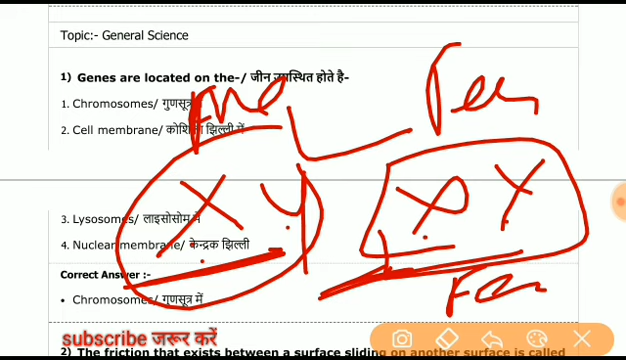 Topic:- General Science
1) Genes are located on the-/ जीन उपस्थित होते है-
1. Chromosomes/ गुणसूत्र
2. Cell membrane/ कोशिका झिल्ली में
X Y
X X
3. Lysosomes/ लाइसोसोम में
4. Nuclear membrane/ केन्द्रक झिल्ली
Correct Answer :-
• Chromosomes/ गुणसूत्र में
subscribe जरूर करें
2) The friction that exists between a surface sliding on another surface is called